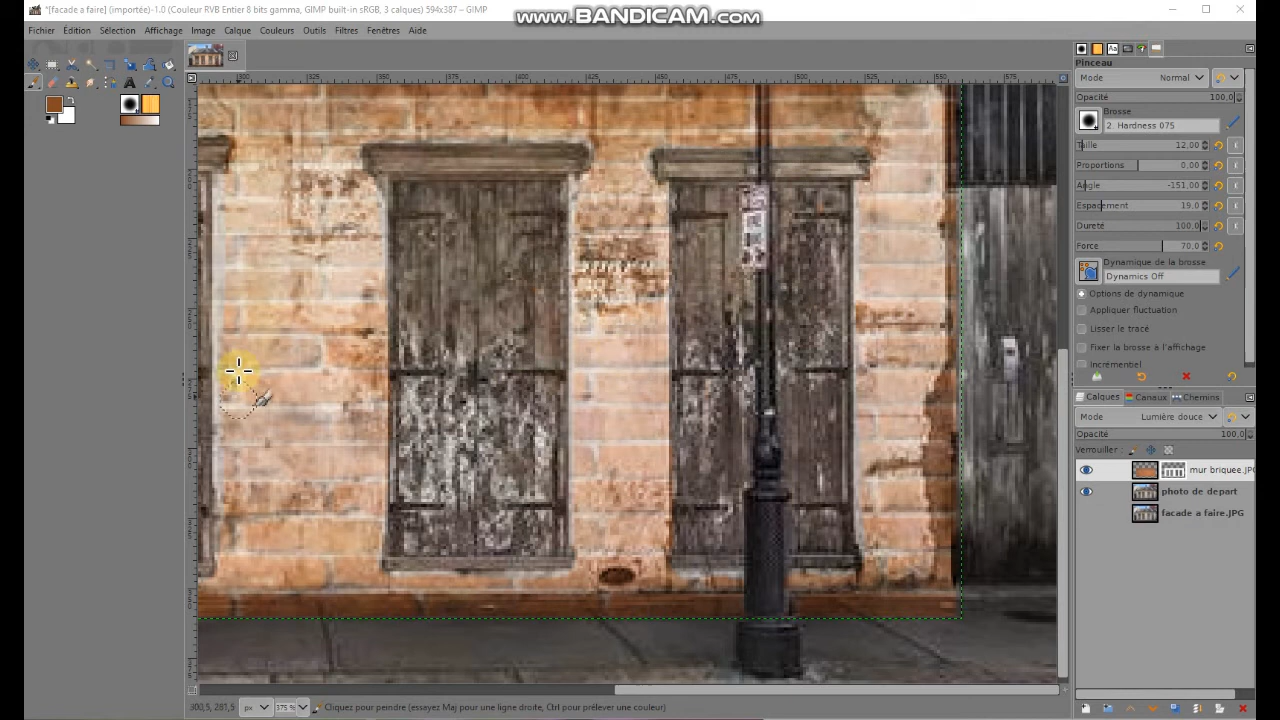 *[facade a faire] (importée)-1.0 (Couleur RVB Entier 8 bits gamma, GIMP built-in sRGB, 3 calques) 594x387 – GIMP
www.BANDICAM.com
Fichier Édition Sélection Affichage Image Calque Couleurs Outils Filtres Fenêtres Aide
Pinceau
Mode Normal
Opacité 100,0
Brosse
2. Hardness 075
Taille 12,00
Proportions 0,00
Angle -151,00
Espacement 19,0
Dureté 100,0
Force 70,0
Dynamique de la brosse
Dynamics Off
Options de dynamique
Appliquer fluctuation
Lisser le tracé
Fixer la brosse à l'affichage
Incrémentiel
Calques Canaux Chemins
Mode Lumière douce
Opacité 100,0
Verrouiller :
mur briquee.JPG
photo de depart
facade a faire.JPG
300,5, 281,5 px 375 % Cliquez pour peindre (essayez Maj pour une ligne droite, Ctrl pour prélever une couleur)